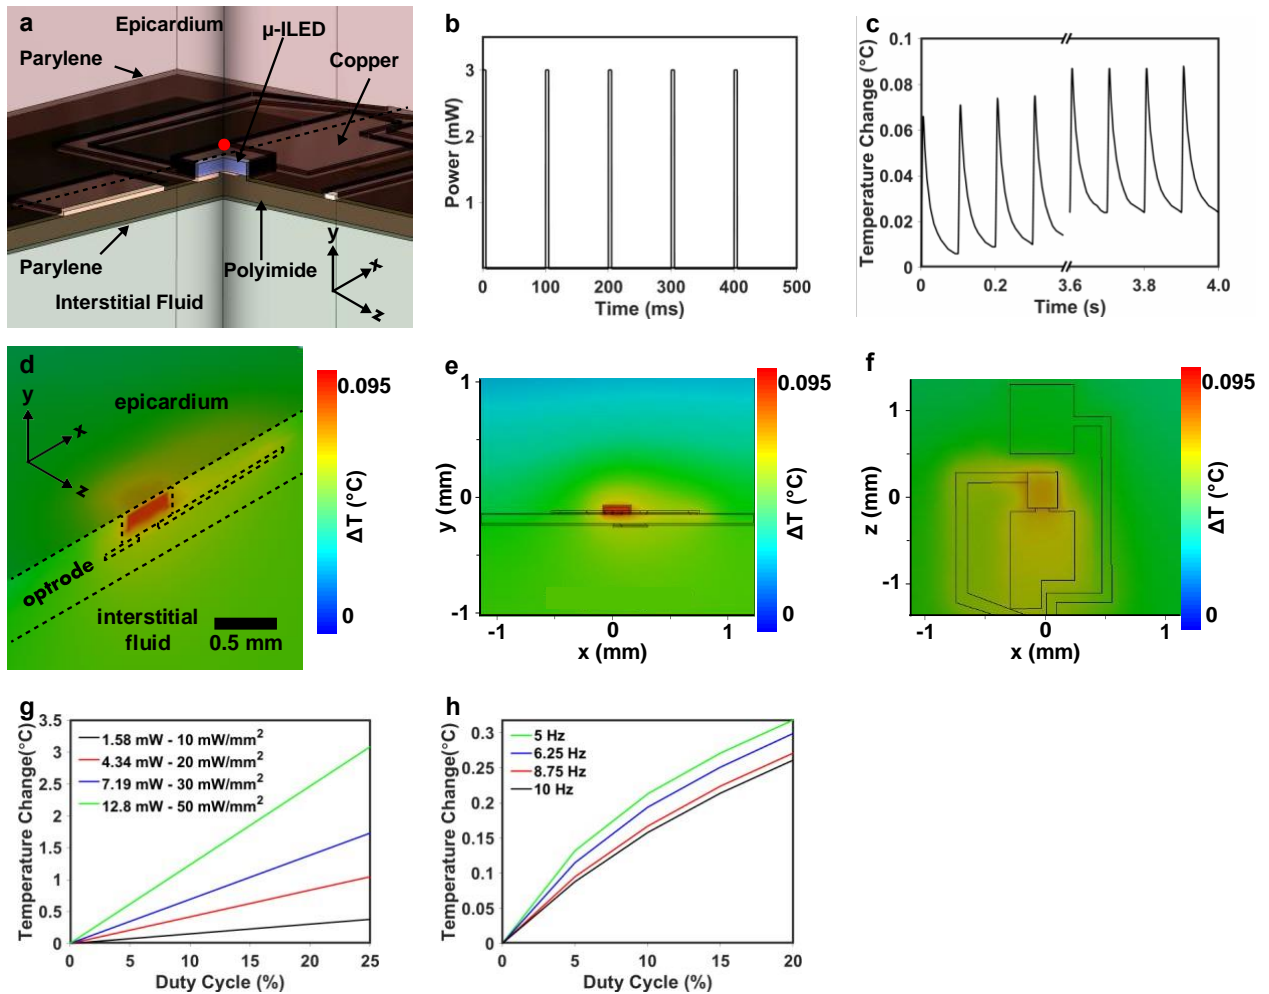 a
Epicardium
μ-ILED
Parylene
Copper
Parylene
Polyimide
Interstitial Fluid
y
x
z
b
Power (mW)
3
2
1
0
100
200
300
400
500
Time (ms)
c
Temperature Change (°C)
0.1
0.08
0.06
0.04
0.02
0
0
0.2
3.6
3.8
4.0
Time (s)
d
y
x
z
epicardium
optrode
interstitial
fluid
0.5 mm
0.095
ΔT (°C)
0
e
y (mm)
1
0
-1
-1
0
1
x (mm)
0.095
ΔT (°C)
0
f
z (mm)
1
0
-1
-1
0
1
x (mm)
0.095
ΔT (°C)
0
g
Temperature Change(°C)
3.5
3
2.5
2
1.5
1
0.5
0
1.58 mW - 10 mW/mm²
4.34 mW - 20 mW/mm²
7.19 mW - 30 mW/mm²
12.8 mW - 50 mW/mm²
0
5
10
15
20
25
Duty Cycle (%)
h
Temperature Change(°C)
0.3
0.25
0.2
0.15
0.1
0.05
0
5 Hz
6.25 Hz
8.75 Hz
10 Hz
0
5
10
15
20
Duty Cycle (%)